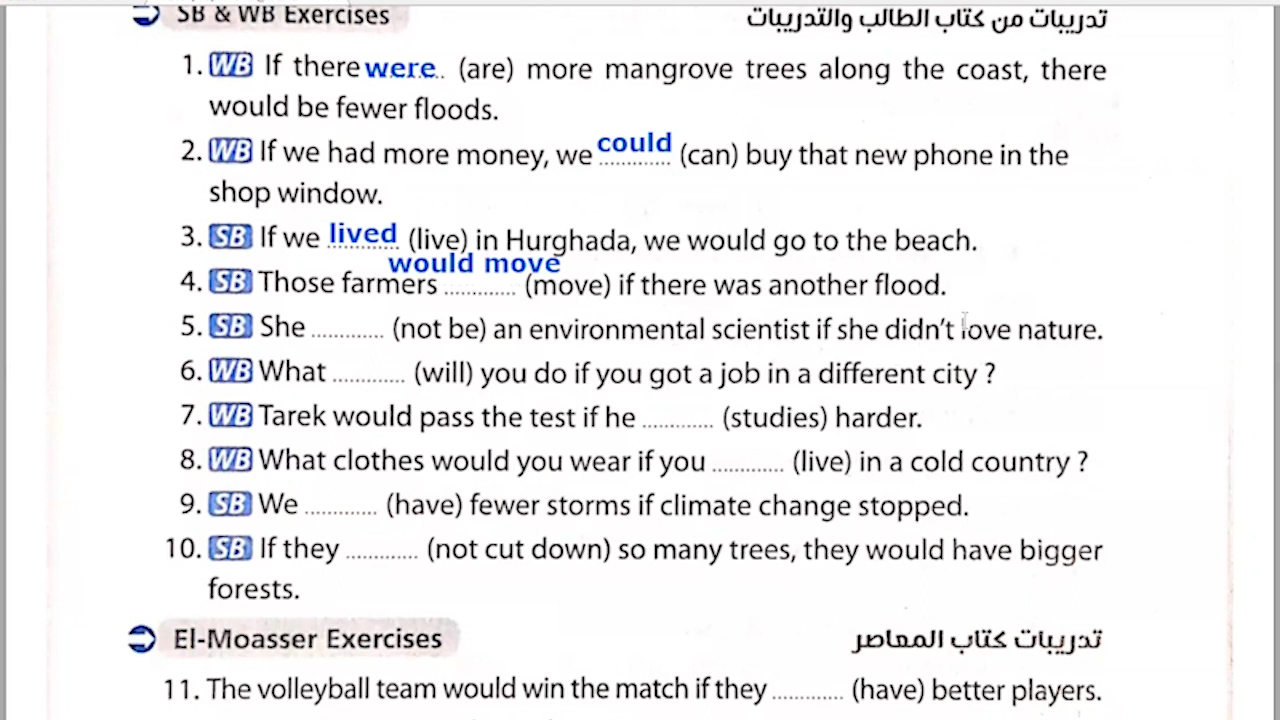 SB & WB Exercises تدريبات من كتاب الطالب والتدريبات
1. WB If there were (are) more mangrove trees along the coast, there
would be fewer floods.
2. WB If we had more money, we could (can) buy that new phone in the
shop window.
3. SB If we lived (live) in Hurghada, we would go to the beach.
4. SB Those farmers would move (move) if there was another flood.
5. SB She ............ (not be) an environmental scientist if she didn't love nature.
6. WB What ............ (will) you do if you got a job in a different city ?
7. WB Tarek would pass the test if he ............ (studies) harder.
8. WB What clothes would you wear if you ............ (live) in a cold country ?
9. SB We ............ (have) fewer storms if climate change stopped.
10. SB If they ............ (not cut down) so many trees, they would have bigger
forests.
El-Moasser Exercises تدريبات كتاب المعاصر
11. The volleyball team would win the match if they ............ (have) better players.